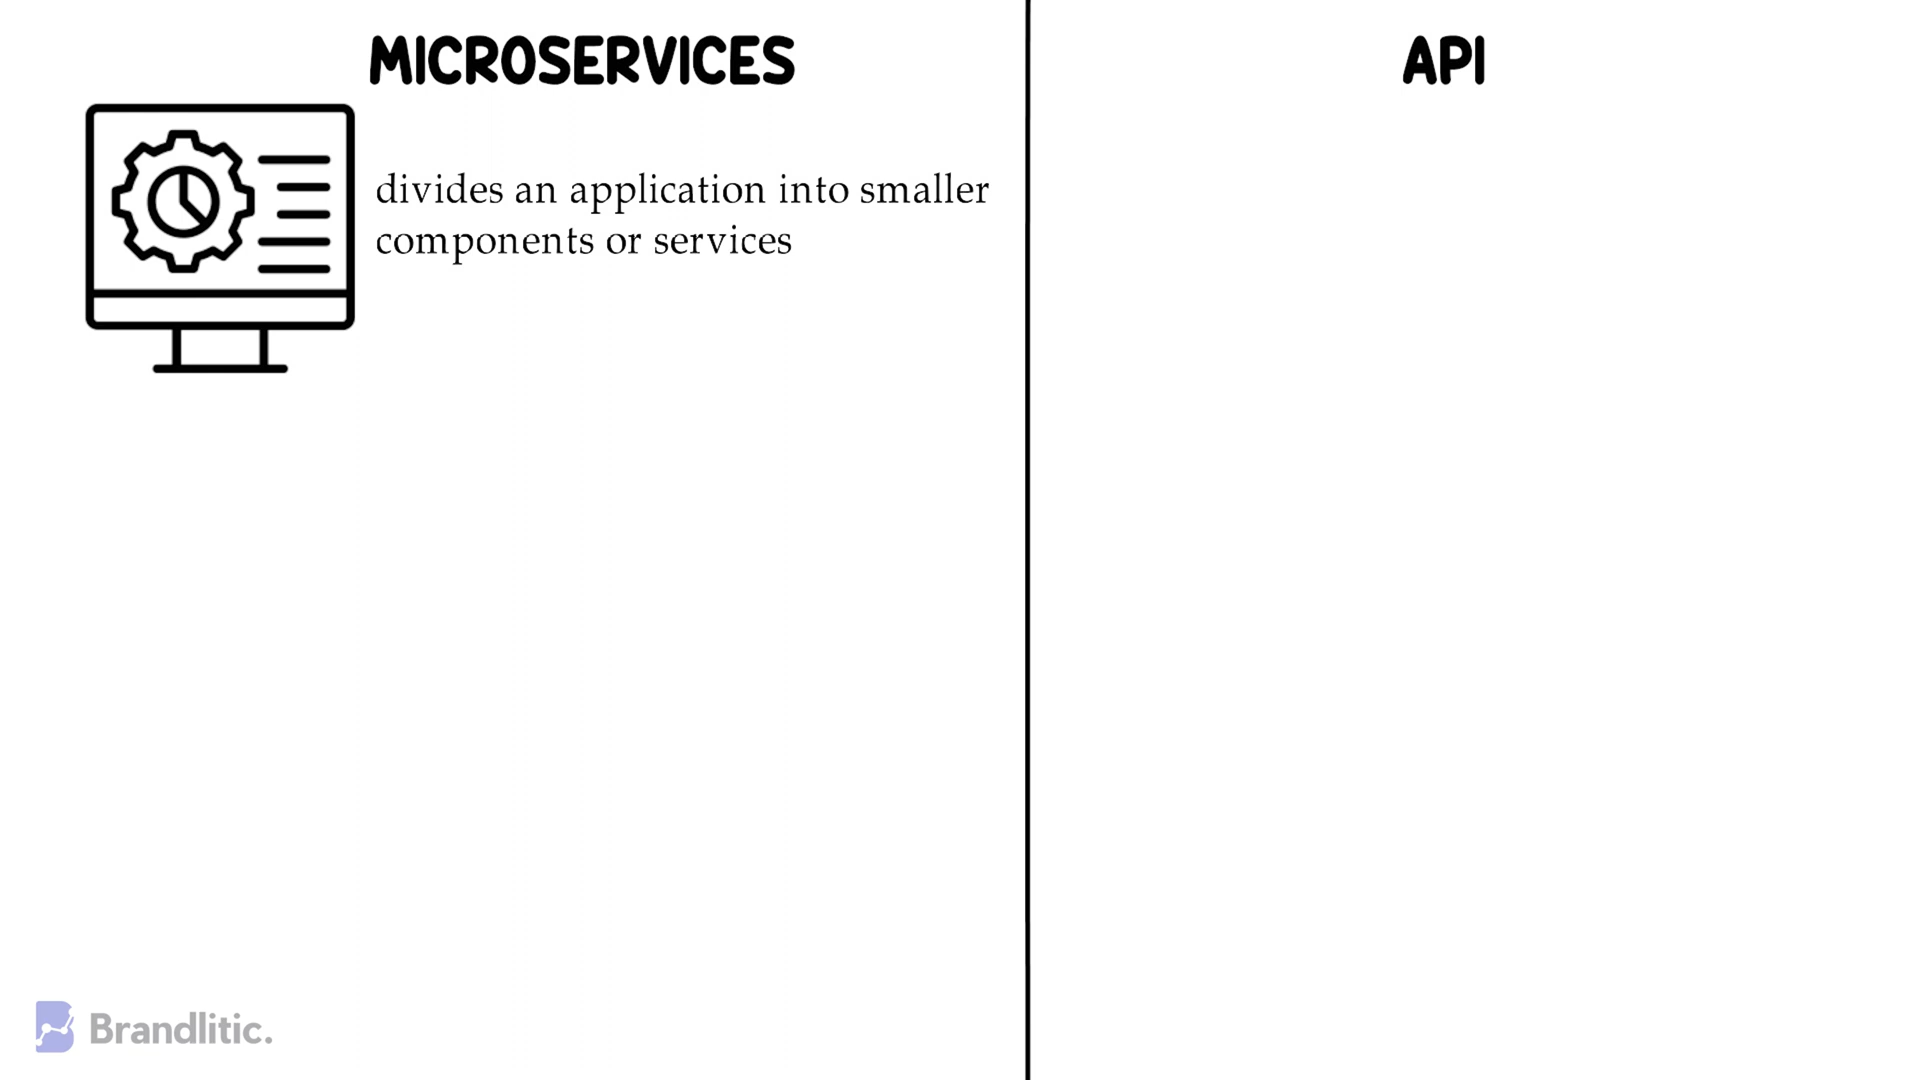 MICROSERVICES
API
divides an application into smaller
components or services
Brandlitic.